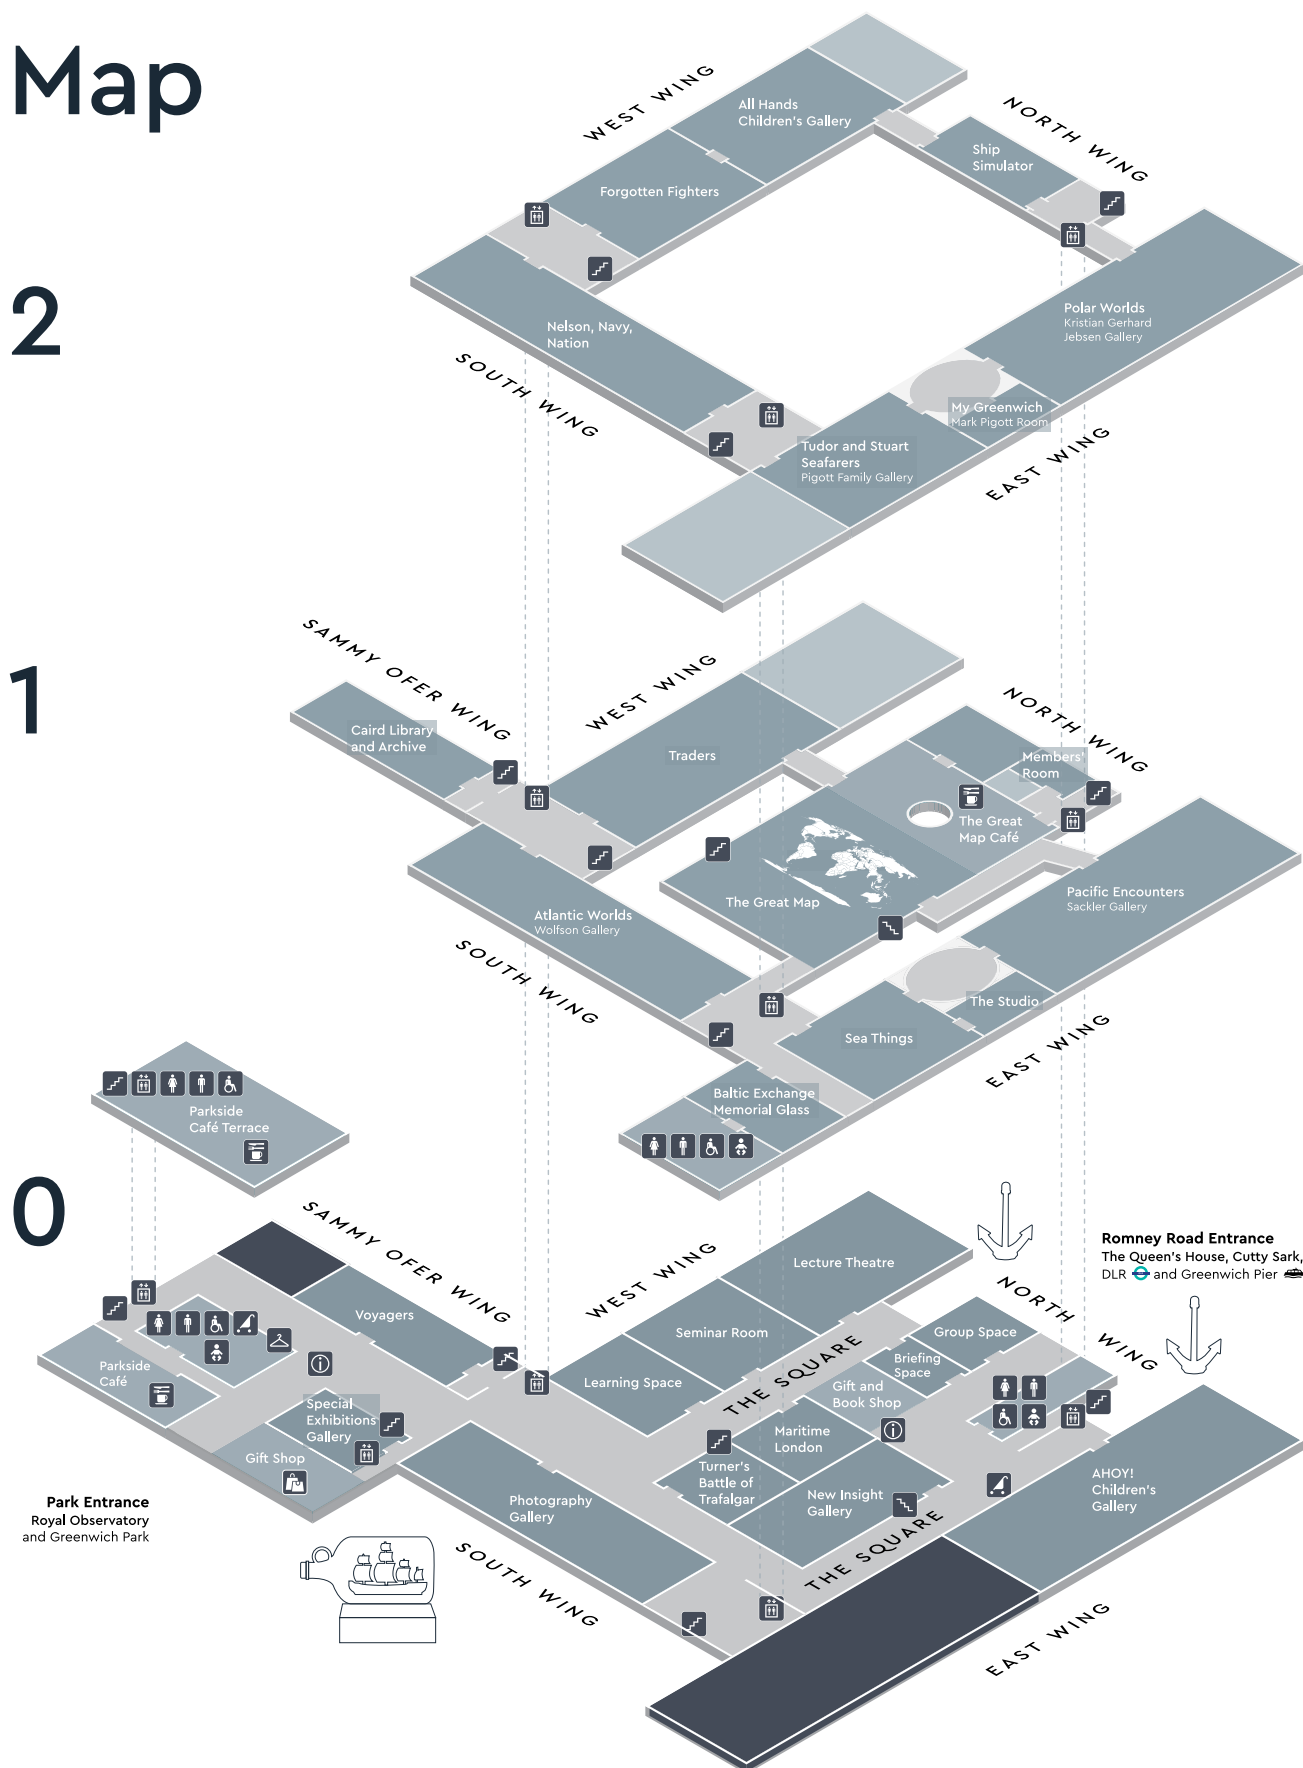 Map
WEST WING
All Hands
Children's Gallery
NORTH WING
Ship
Simulator
Forgotten Fighters
2
Nelson, Navy,
Nation
SOUTH WING
Polar Worlds
Kristian Gerhard
Jebsen Gallery
My Greenwich
Mark Pigott Room
Tudor and Stuart
Seafarers
Pigott Family Gallery
EAST WING
1
SAMMY OFER WING
WEST WING
NORTH WING
Caird Library
and Archive
Traders
Members'
Room
The Great
Map Café
The Great Map
Pacific Encounters
Sackler Gallery
Atlantic Worlds
Wolfson Gallery
SOUTH WING
The Studio
Sea Things
EAST WING
Baltic Exchange
Memorial Glass
Parkside
Café Terrace
0
SAMMY OFER WING
WEST WING
NORTH WING
Romney Road Entrance
The Queen's House, Cutty Sark,
DLR and Greenwich Pier
Lecture Theatre
Voyagers
Seminar Room
Group Space
Briefing
Space
Learning Space
THE SQUARE
Gift and
Book Shop
Parkside
Café
Special
Exhibitions
Gallery
Gift Shop
Maritime
London
Turner's
Battle of
Trafalgar
New Insight
Gallery
AHOY!
Children's
Gallery
Photography
Gallery
THE SQUARE
Park Entrance
Royal Observatory
and Greenwich Park
SOUTH WING
EAST WING